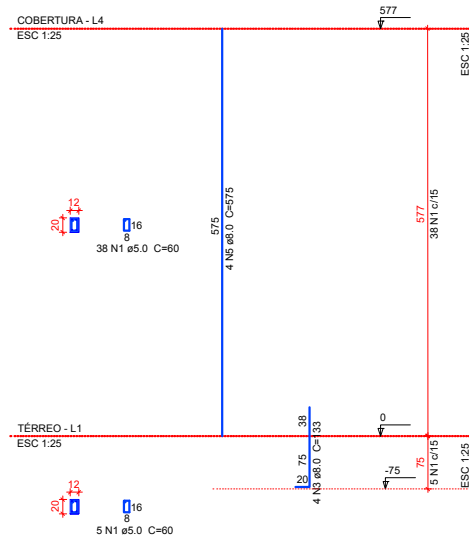 COBERTURA - L4
ESC 1:25
577
ESC 1:25
12
20
16
8
38 N1 ø5.0 C=60
575
4 N5 ø8.0 C=575
577
38 N1 c/15
TÉRREO - L1
ESC 1:25
0
38
75
20
4 N3 ø8.0 C=133
-75
75
5 N1 c/15
ESC 1:25
12
20
16
8
5 N1 ø5.0 C=60